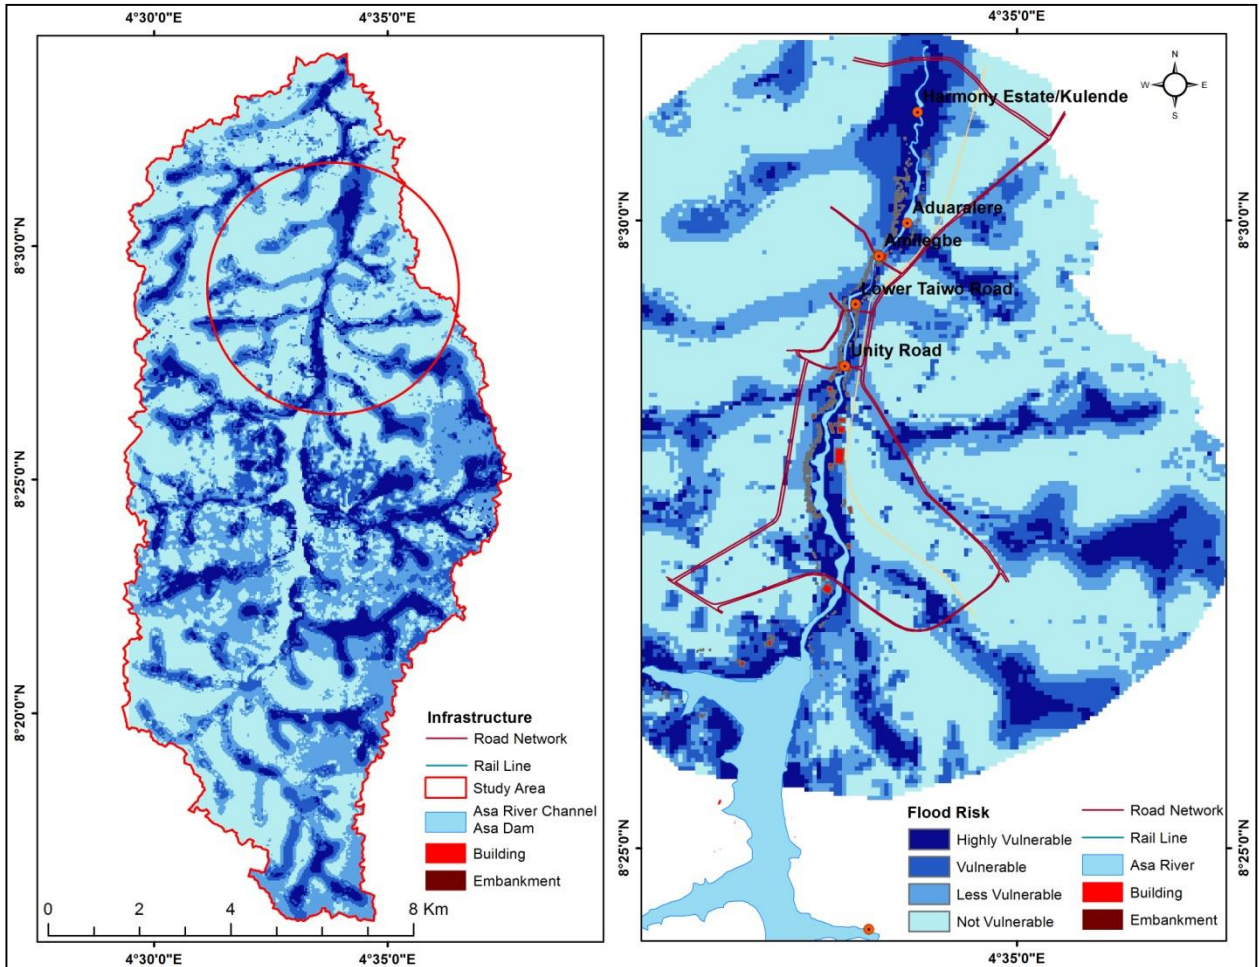 4°30'0"E
4°35'0"E
8°30'0"N
8°25'0"N
8°20'0"N
Infrastructure
Road Network
Rail Line
Study Area
Asa River Channel
Asa Dam
Building
Embankment
0 2 4 8 Km
4°30'0"E
4°35'0"E
4°35'0"E
N
W E
S
Harmony Estate/Kulende
Aduaralere
Amilegbe
Lower Taiwo Road
Unity Road
8°30'0"N
8°30'0"N
8°25'0"N
8°25'0"N
Flood Risk
Highly Vulnerable
Vulnerable
Less Vulnerable
Not Vulnerable
Road Network
Rail Line
Asa River
Building
Embankment
4°35'0"E